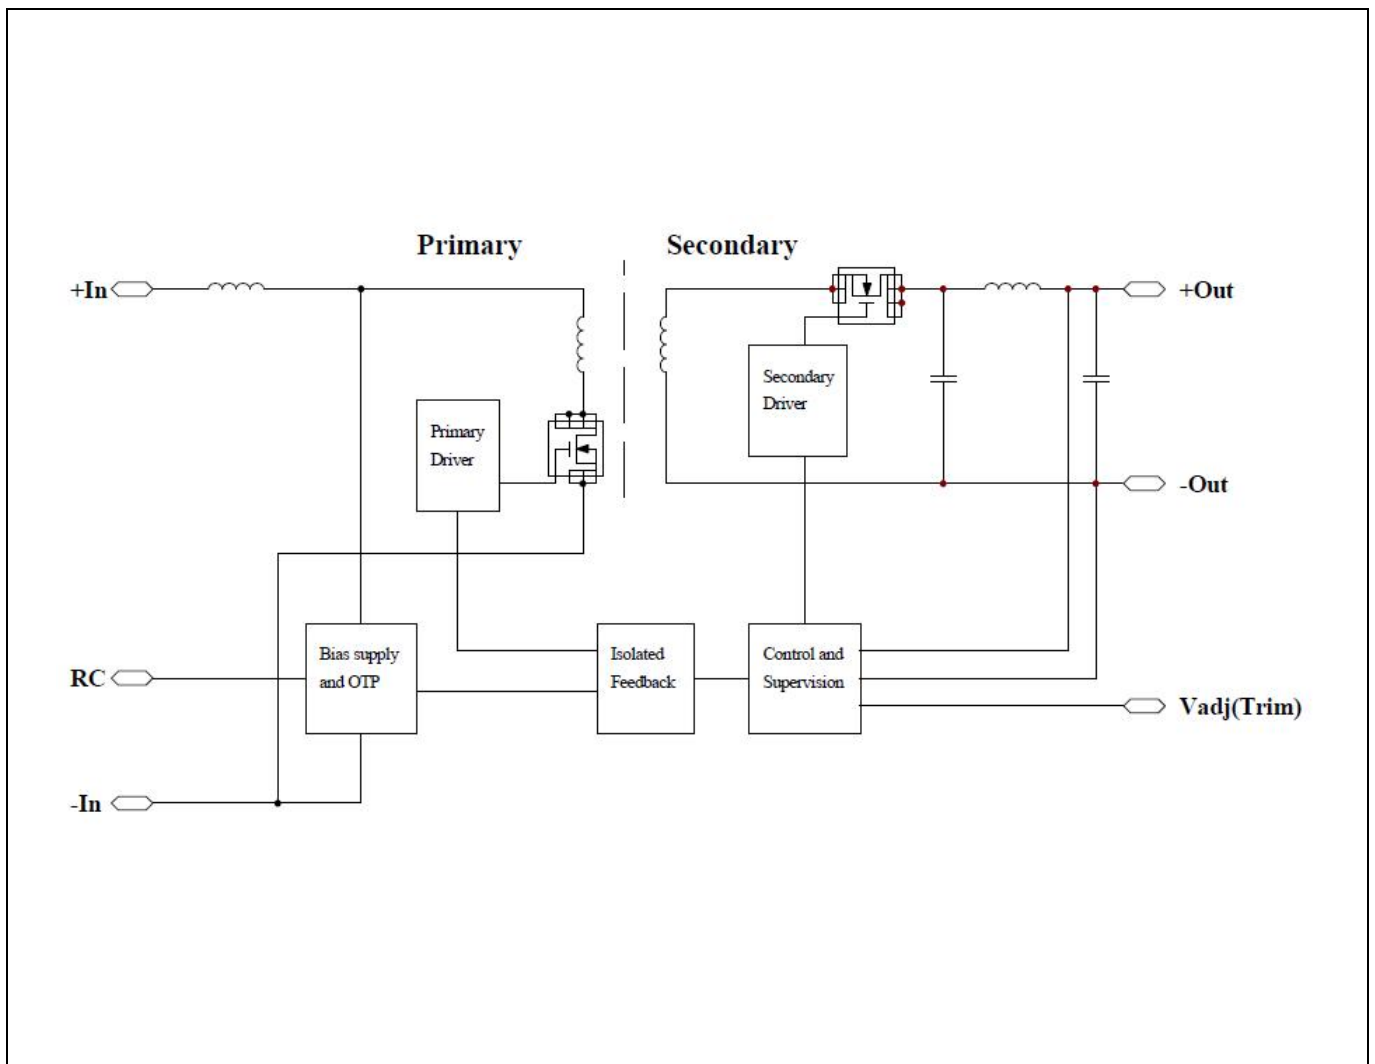 Primary
Secondary
+In
+Out
Secondary
Driver
Primary
Driver
-Out
Bias supply
and OTP
Isolated
Feedback
Control and
Supervision
RC
Vadj(Trim)
-In